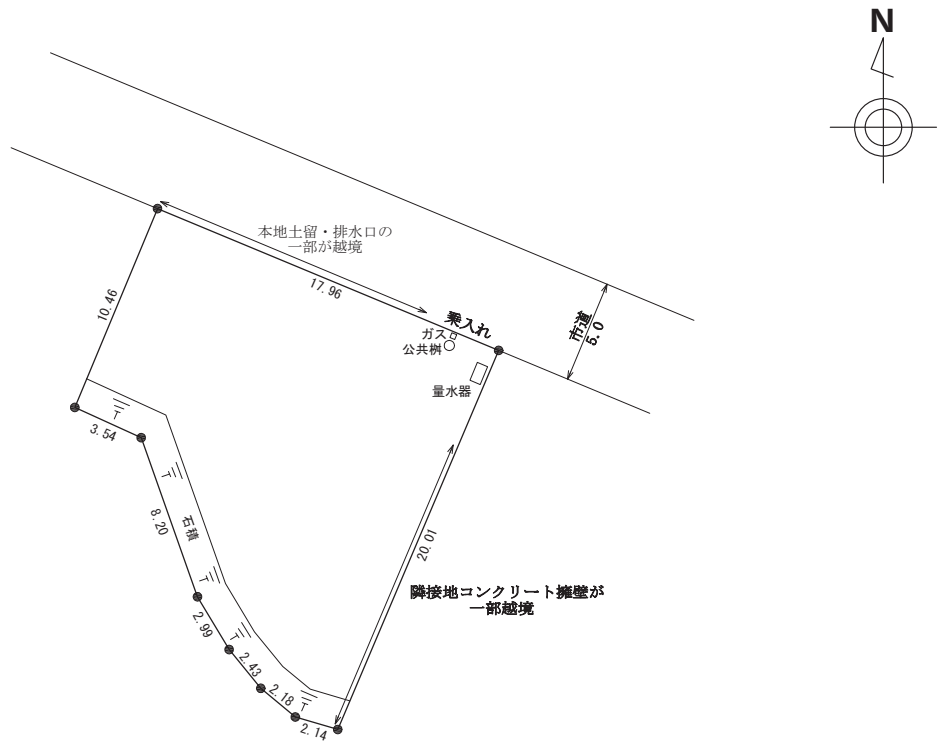 N
本地土留・排水口の
一部が越境
17.96
10.46
乗入れ
ガス
公共桝
量水器
市道
5.0
3.54
T
T
8.20
石積
T
2.99
T
2.43
2.18
T
2.14
20.01
隣接地コンクリート擁壁が
一部越境